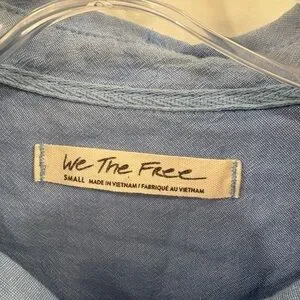 We The Free
SMALL MADE IN VIETNAM / FABRIQUÉ AU VIETNAM